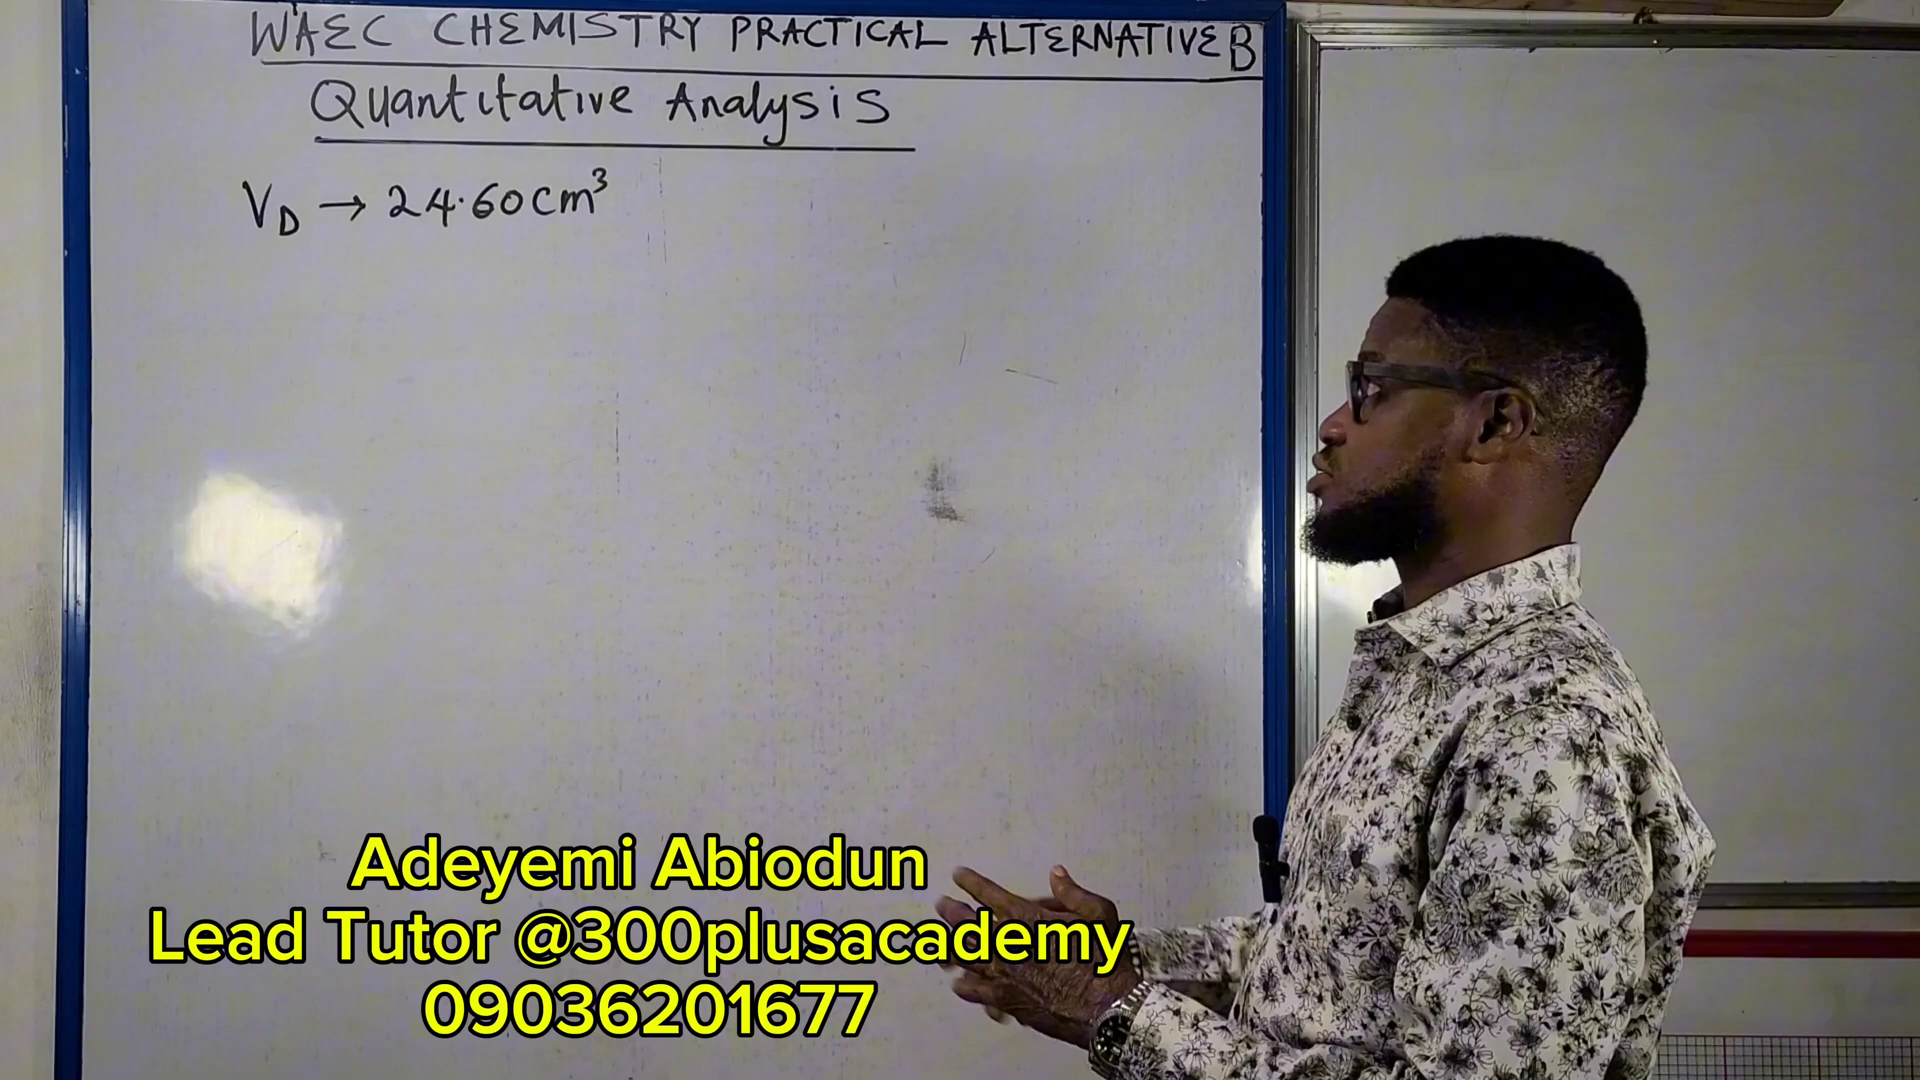 WAEC CHEMISTRY PRACTICAL ALTERNATIVE B
Quantitative Analysis
V_D → 24.60cm³
Adeyemi Abiodun
Lead Tutor @300plusacademy
09036201677